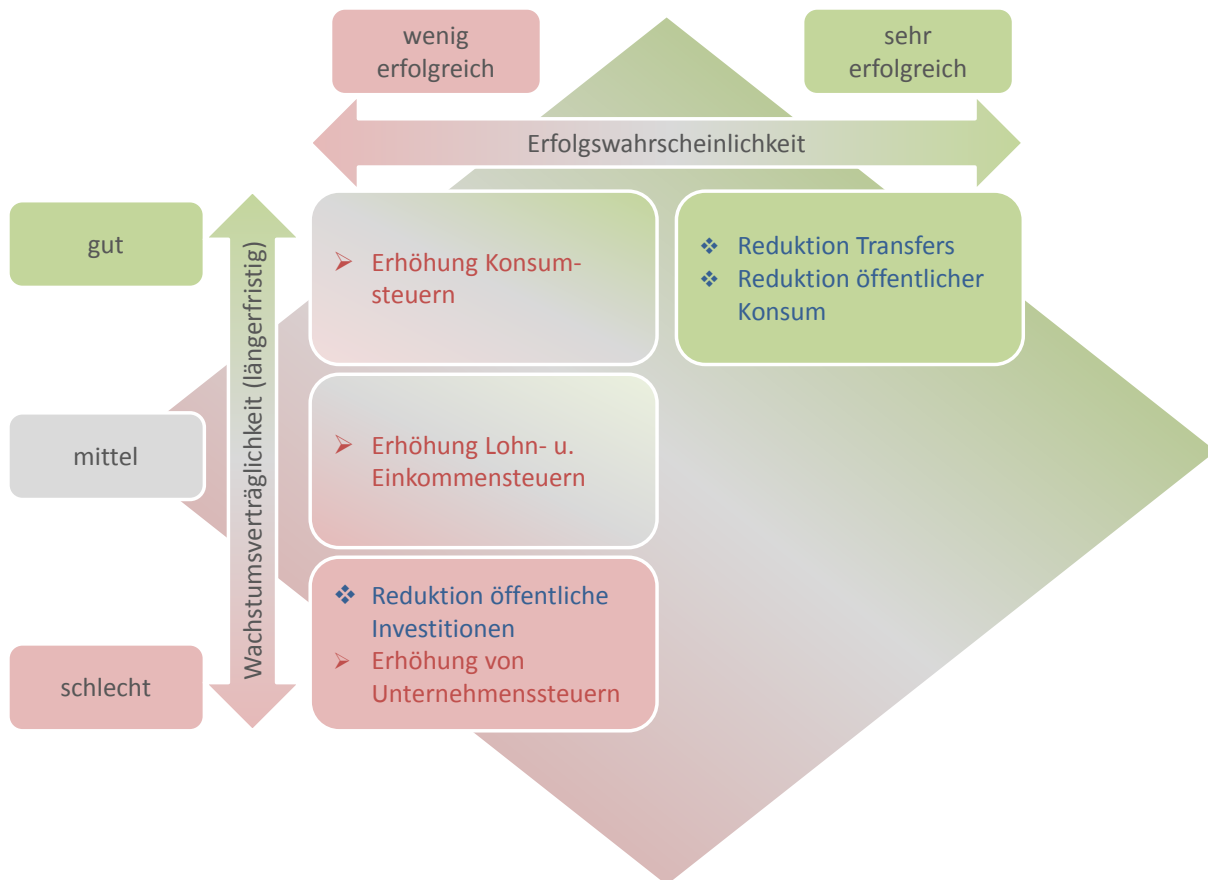 wenig
erfolgreich
sehr
erfolgreich
Erfolgswahrscheinlichkeit
gut
mittel
schlecht
Wachstumsverträglichkeit (längerfristig)
Erhöhung Konsum-
steuern
Reduktion Transfers
Reduktion öffentlicher
Konsum
Erhöhung Lohn- u.
Einkommensteuern
Reduktion öffentliche
Investitionen
Erhöhung von
Unternehmenssteuern